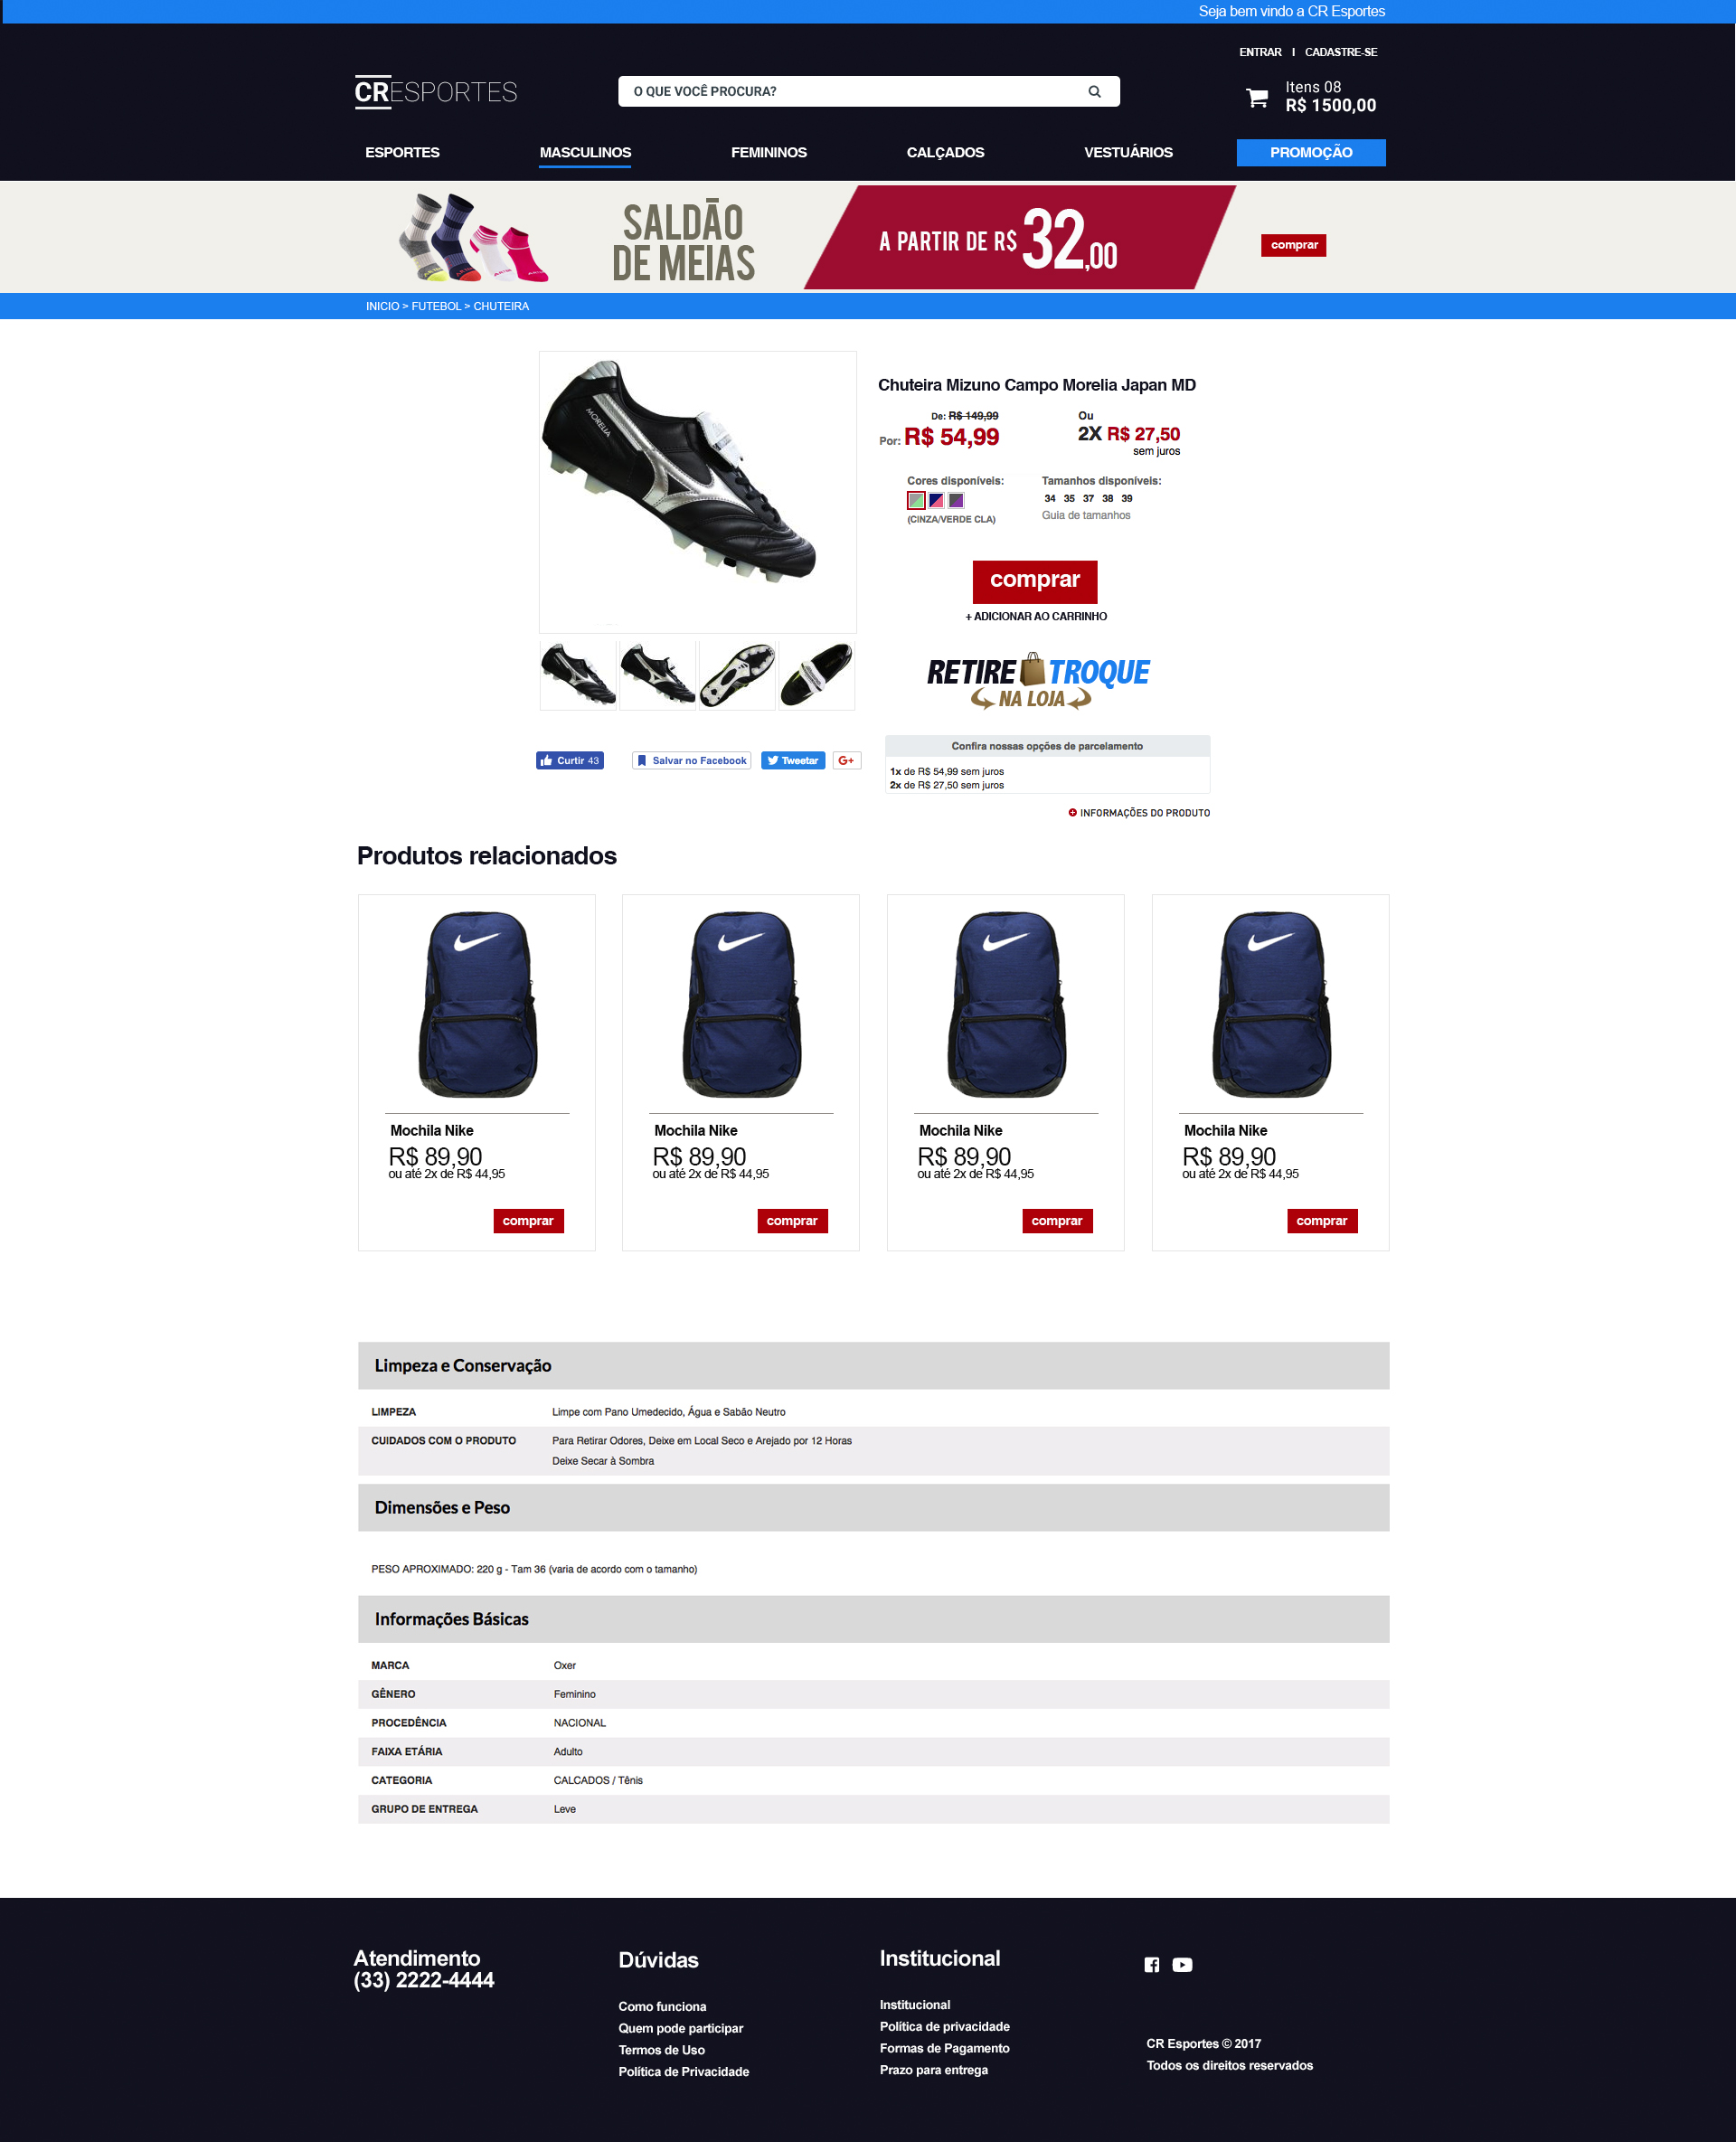 Seja bem vindo a CR Esportes
ENTRAR | CADASTRE-SE
CRESPORTES
O QUE VOCÊ PROCURA?
Itens 08
R$ 1500,00
ESPORTES MASCULINOS FEMININOS CALÇADOS VESTUÁRIOS PROMOÇÃO
SALDÃO
DE MEIAS
A PARTIR DE R$ 32,00
comprar
INICIO > FUTEBOL > CHUTEIRA
MORELIA
Chuteira Mizuno Campo Morelia Japan MD
De: R$ 149,99
Por: R$ 54,99
Ou
2X R$ 27,50
sem juros
Cores disponíveis:
(CINZA/VERDE CLA)
Tamanhos disponíveis:
34 35 37 38 39
Guia de tamanhos
comprar
+ ADICIONAR AO CARRINHO
RETIRE TROQUE
NA LOJA
Curtir 43
Salvar no Facebook
Tweetar
G+
Confira nossas opções de parcelamento
1x de R$ 54,99 sem juros
2x de R$ 27,50 sem juros
INFORMAÇÕES DO PRODUTO
Produtos relacionados
Mochila Nike
R$ 89,90
ou até 2x de R$ 44,95
comprar
Mochila Nike
R$ 89,90
ou até 2x de R$ 44,95
comprar
Mochila Nike
R$ 89,90
ou até 2x de R$ 44,95
comprar
Mochila Nike
R$ 89,90
ou até 2x de R$ 44,95
comprar
Limpeza e Conservação
LIMPEZA Limpe com Pano Umedecido, Água e Sabão Neutro
CUIDADOS COM O PRODUTO Para Retirar Odores, Deixe em Local Seco e Arejado por 12 Horas
Deixe Secar à Sombra
Dimensões e Peso
PESO APROXIMADO: 220 g - Tam 36 (varia de acordo com o tamanho)
Informações Básicas
MARCA Oxer
GÊNERO Feminino
PROCEDÊNCIA NACIONAL
FAIXA ETÁRIA Adulto
CATEGORIA CALCADOS / Tênis
GRUPO DE ENTREGA Leve
Atendimento
(33) 2222-4444
Dúvidas
Como funciona
Quem pode participar
Termos de Uso
Política de Privacidade
Institucional
Institucional
Política de privacidade
Formas de Pagamento
Prazo para entrega
CR Esportes © 2017
Todos os direitos reservados